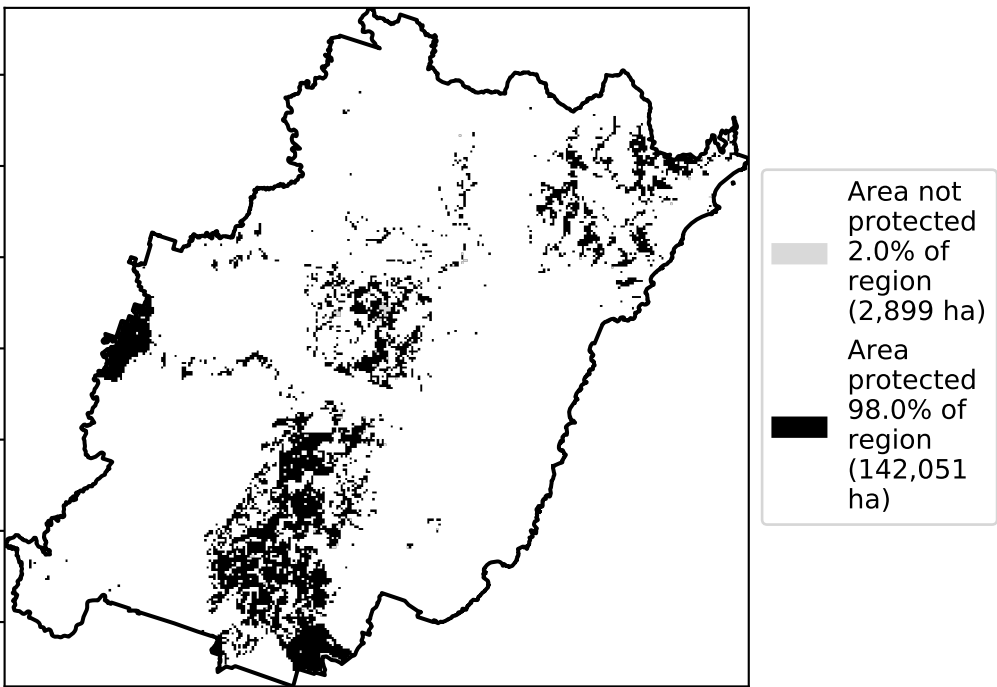 Area not
protected
2.0% of
region
(2,899 ha)
Area
protected
98.0% of
region
(142,051
ha)